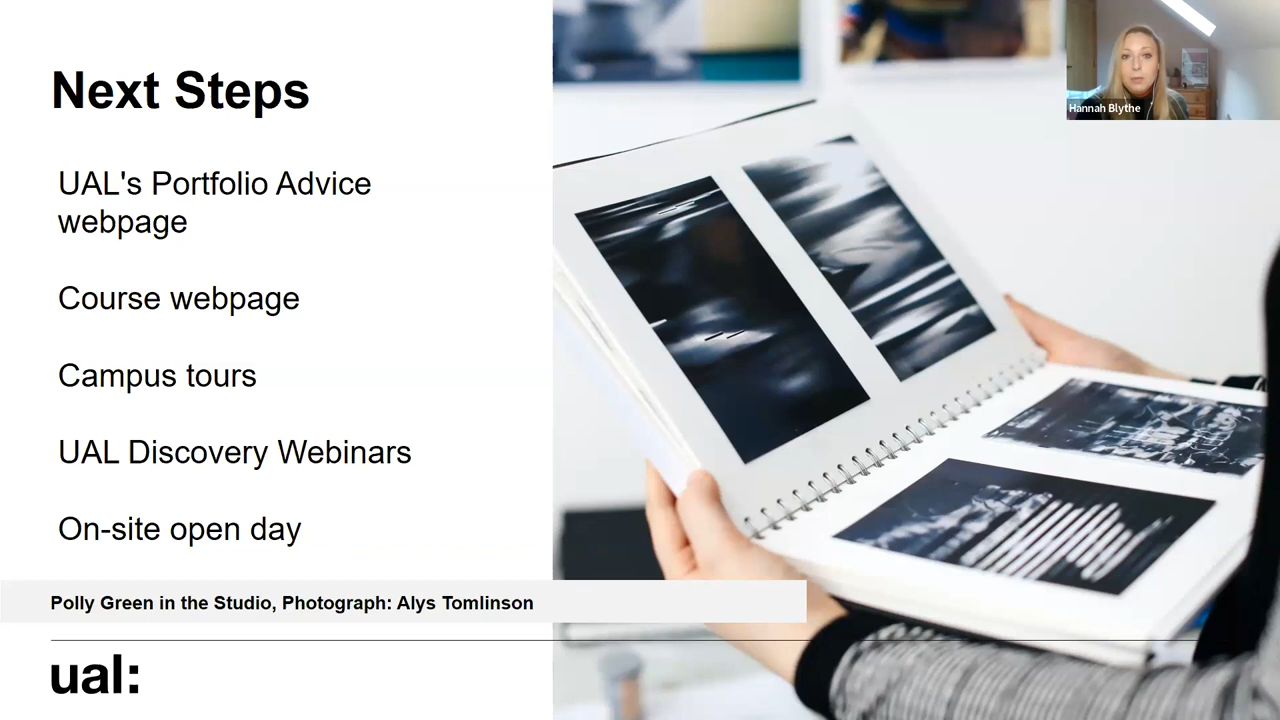 Next Steps
UAL's Portfolio Advice
webpage
Course webpage
Campus tours
UAL Discovery Webinars
On-site open day
Polly Green in the Studio, Photograph: Alys Tomlinson
ual:
Hannah Blythe